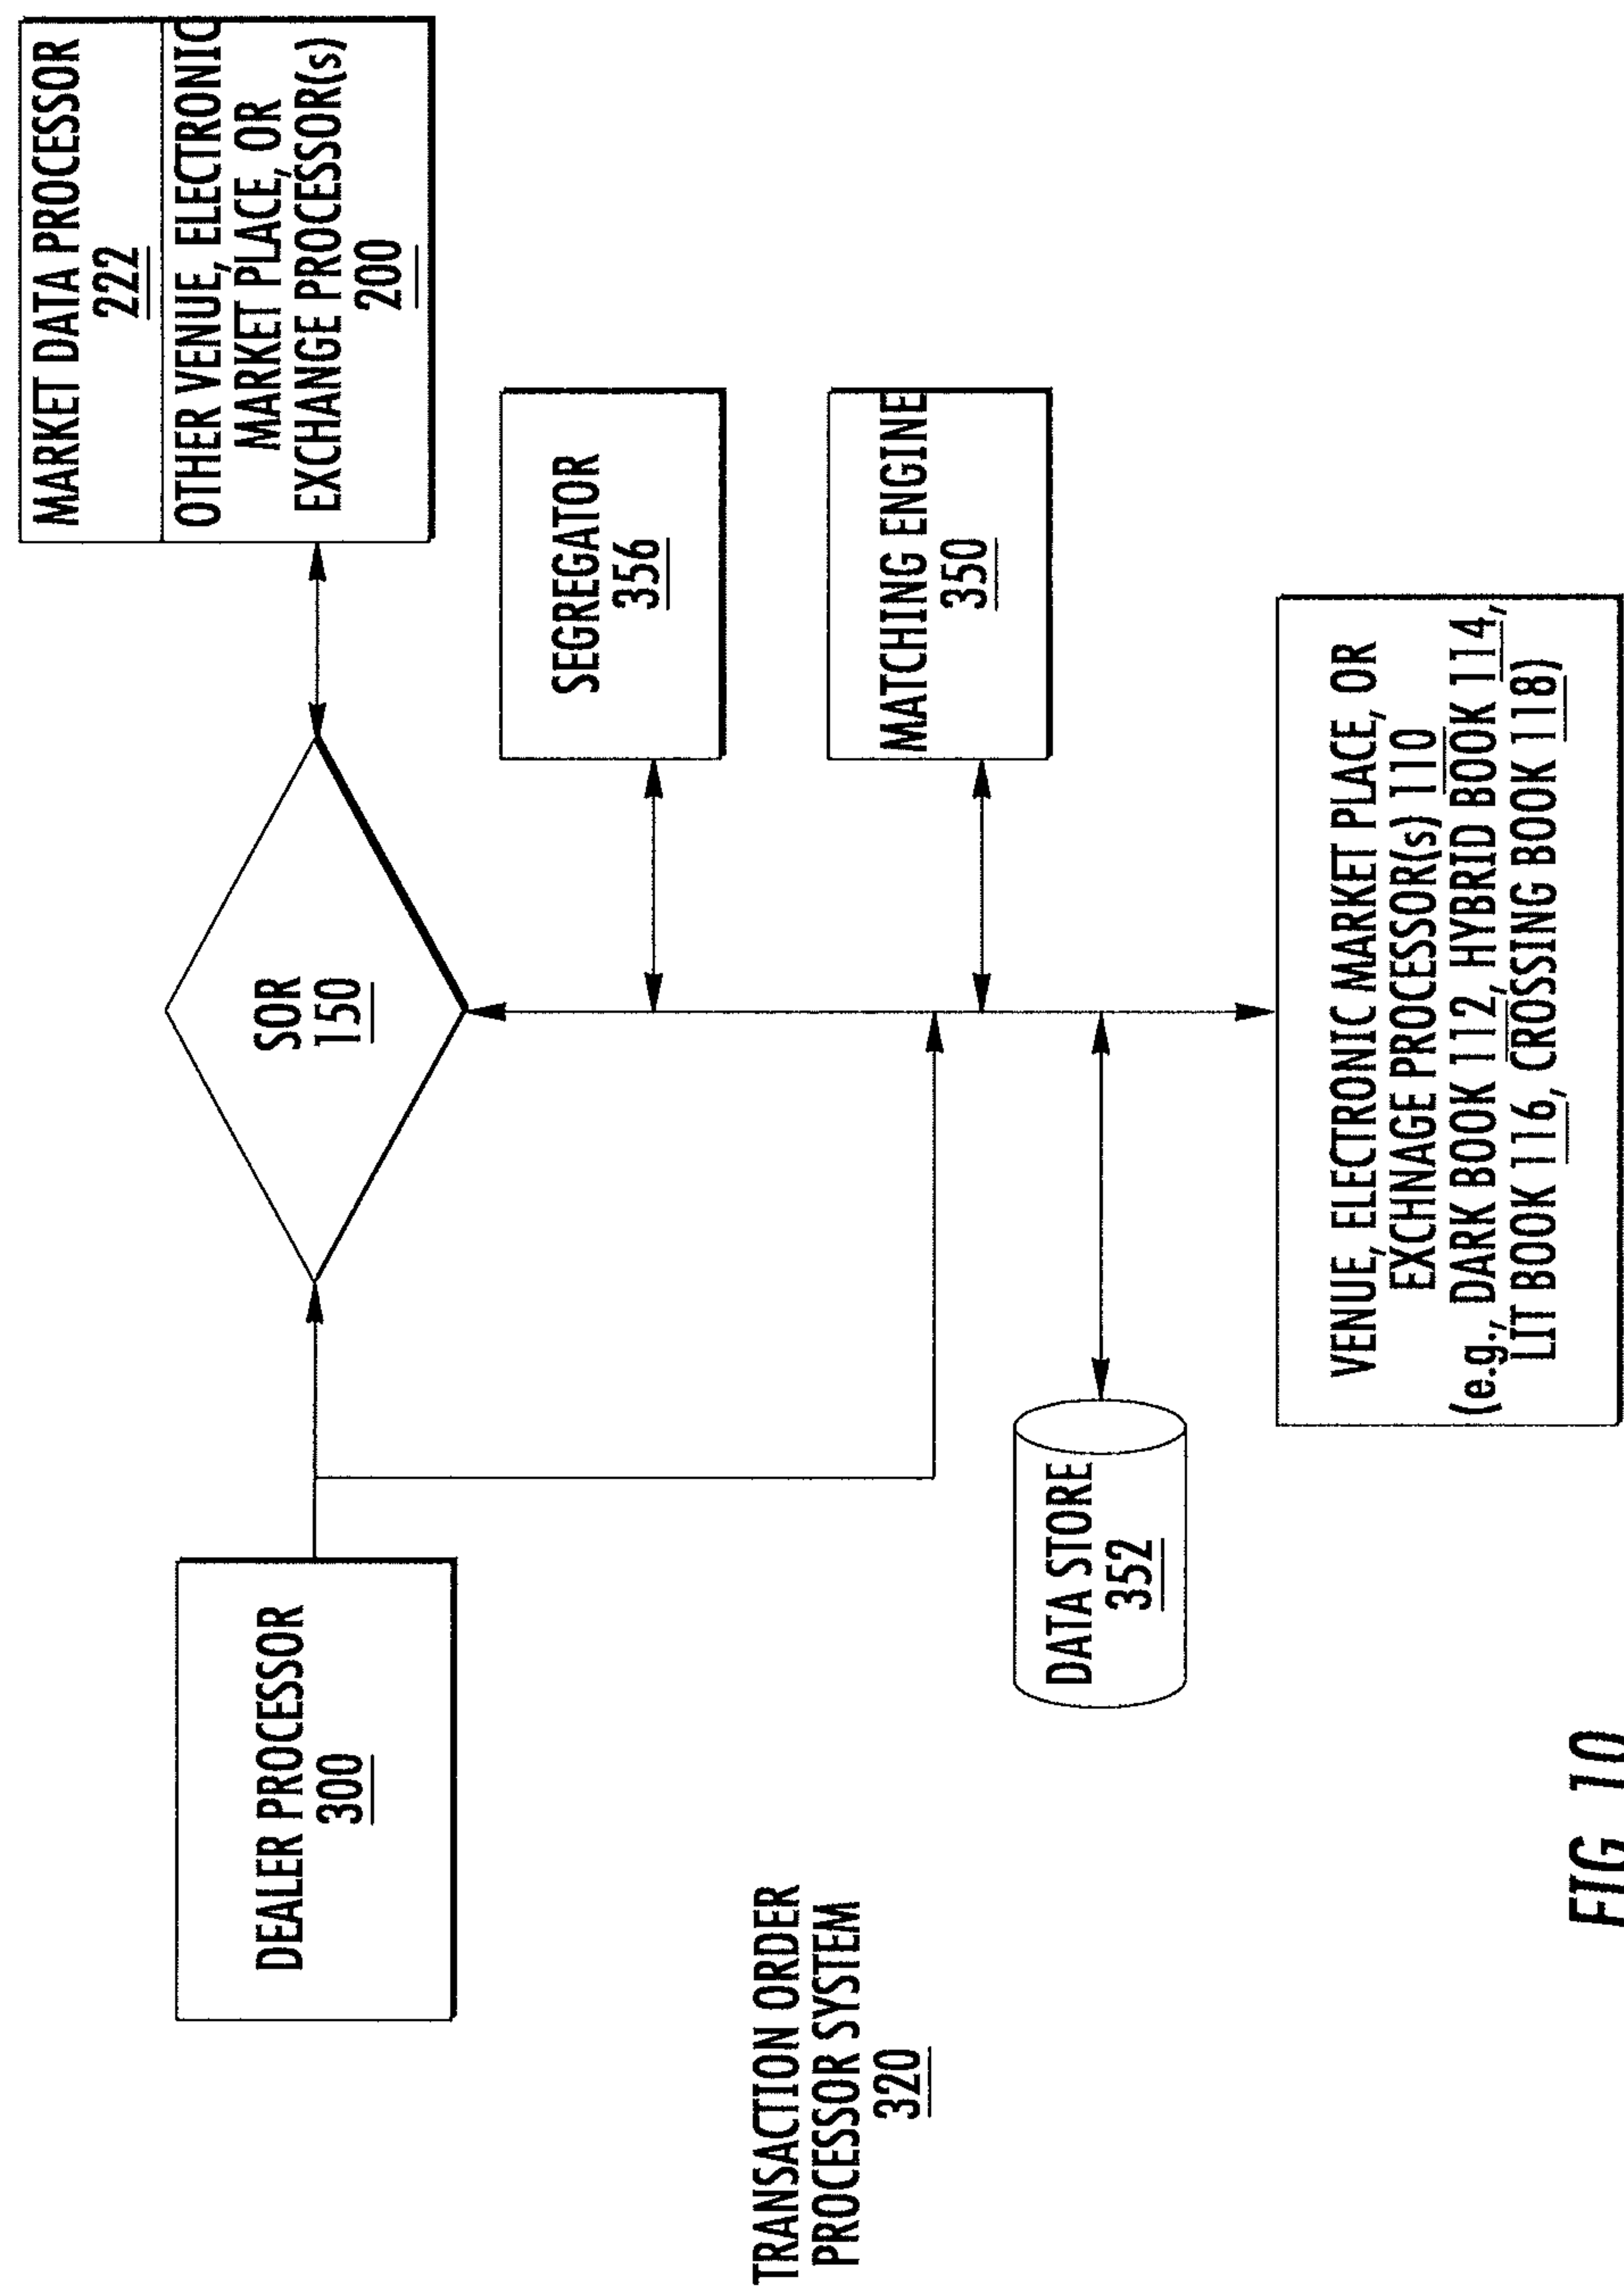 MARKET DATA PROCESSOR
222
OTHER VENUE, ELECTRONIC
MARKET PLACE, OR
EXCHANGE PROCESSOR(s)
200
DEALER PROCESSOR
300
SOR
150
SEGREGATOR
356
MATCHING ENGINE
350
TRANSACTION ORDER
PROCESSOR SYSTEM
320
DATA STORE
352
VENUE, ELECTRONIC MARKET PLACE, OR
EXCHNAGE PROCESSOR(s) 110
(e.g., DARK BOOK 112, HYBRID BOOK 114,
LIT BOOK 116, CROSSING BOOK 118)
FIG 10